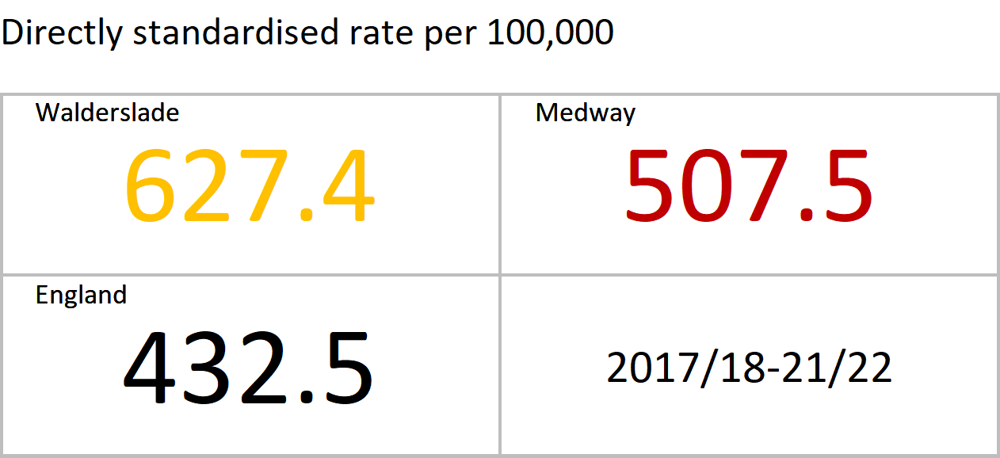 Directly standardised rate per 100,000
Walderslade
627.4
Medway
507.5
England
432.5
2017/18-21/22